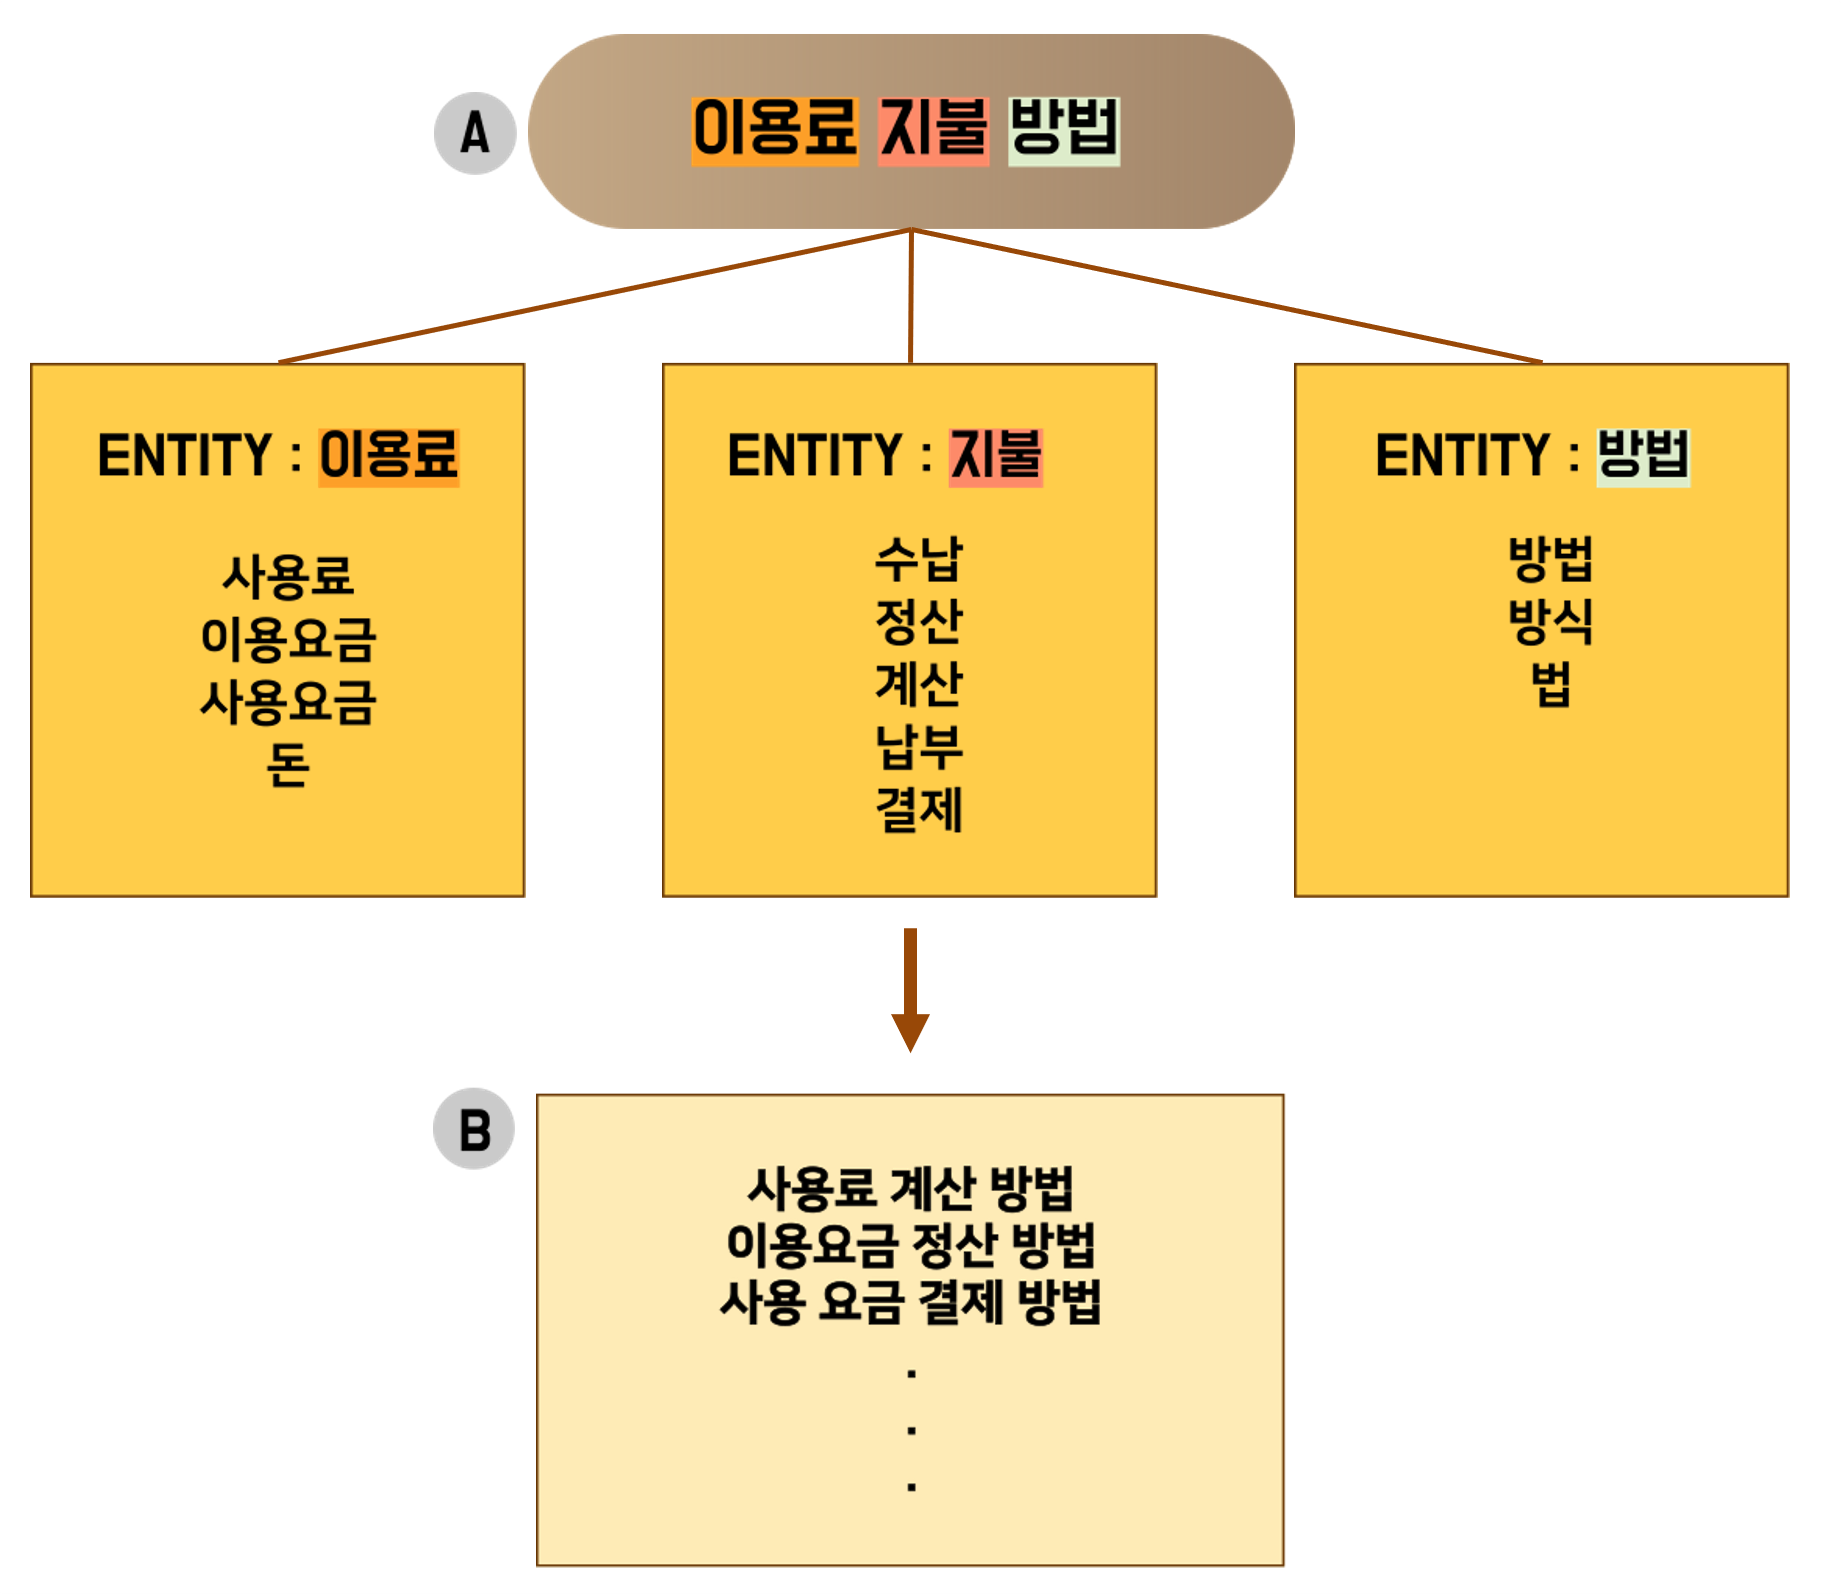 A
이용료 지불 방법
ENTITY : 이용료
사용료
이용요금
사용요금
돈
ENTITY : 지불
수납
정산
계산
납부
결제
ENTITY : 방법
방법
방식
법
B
사용료 계산 방법
이용요금 정산 방법
사용 요금 결제 방법
.
.
.